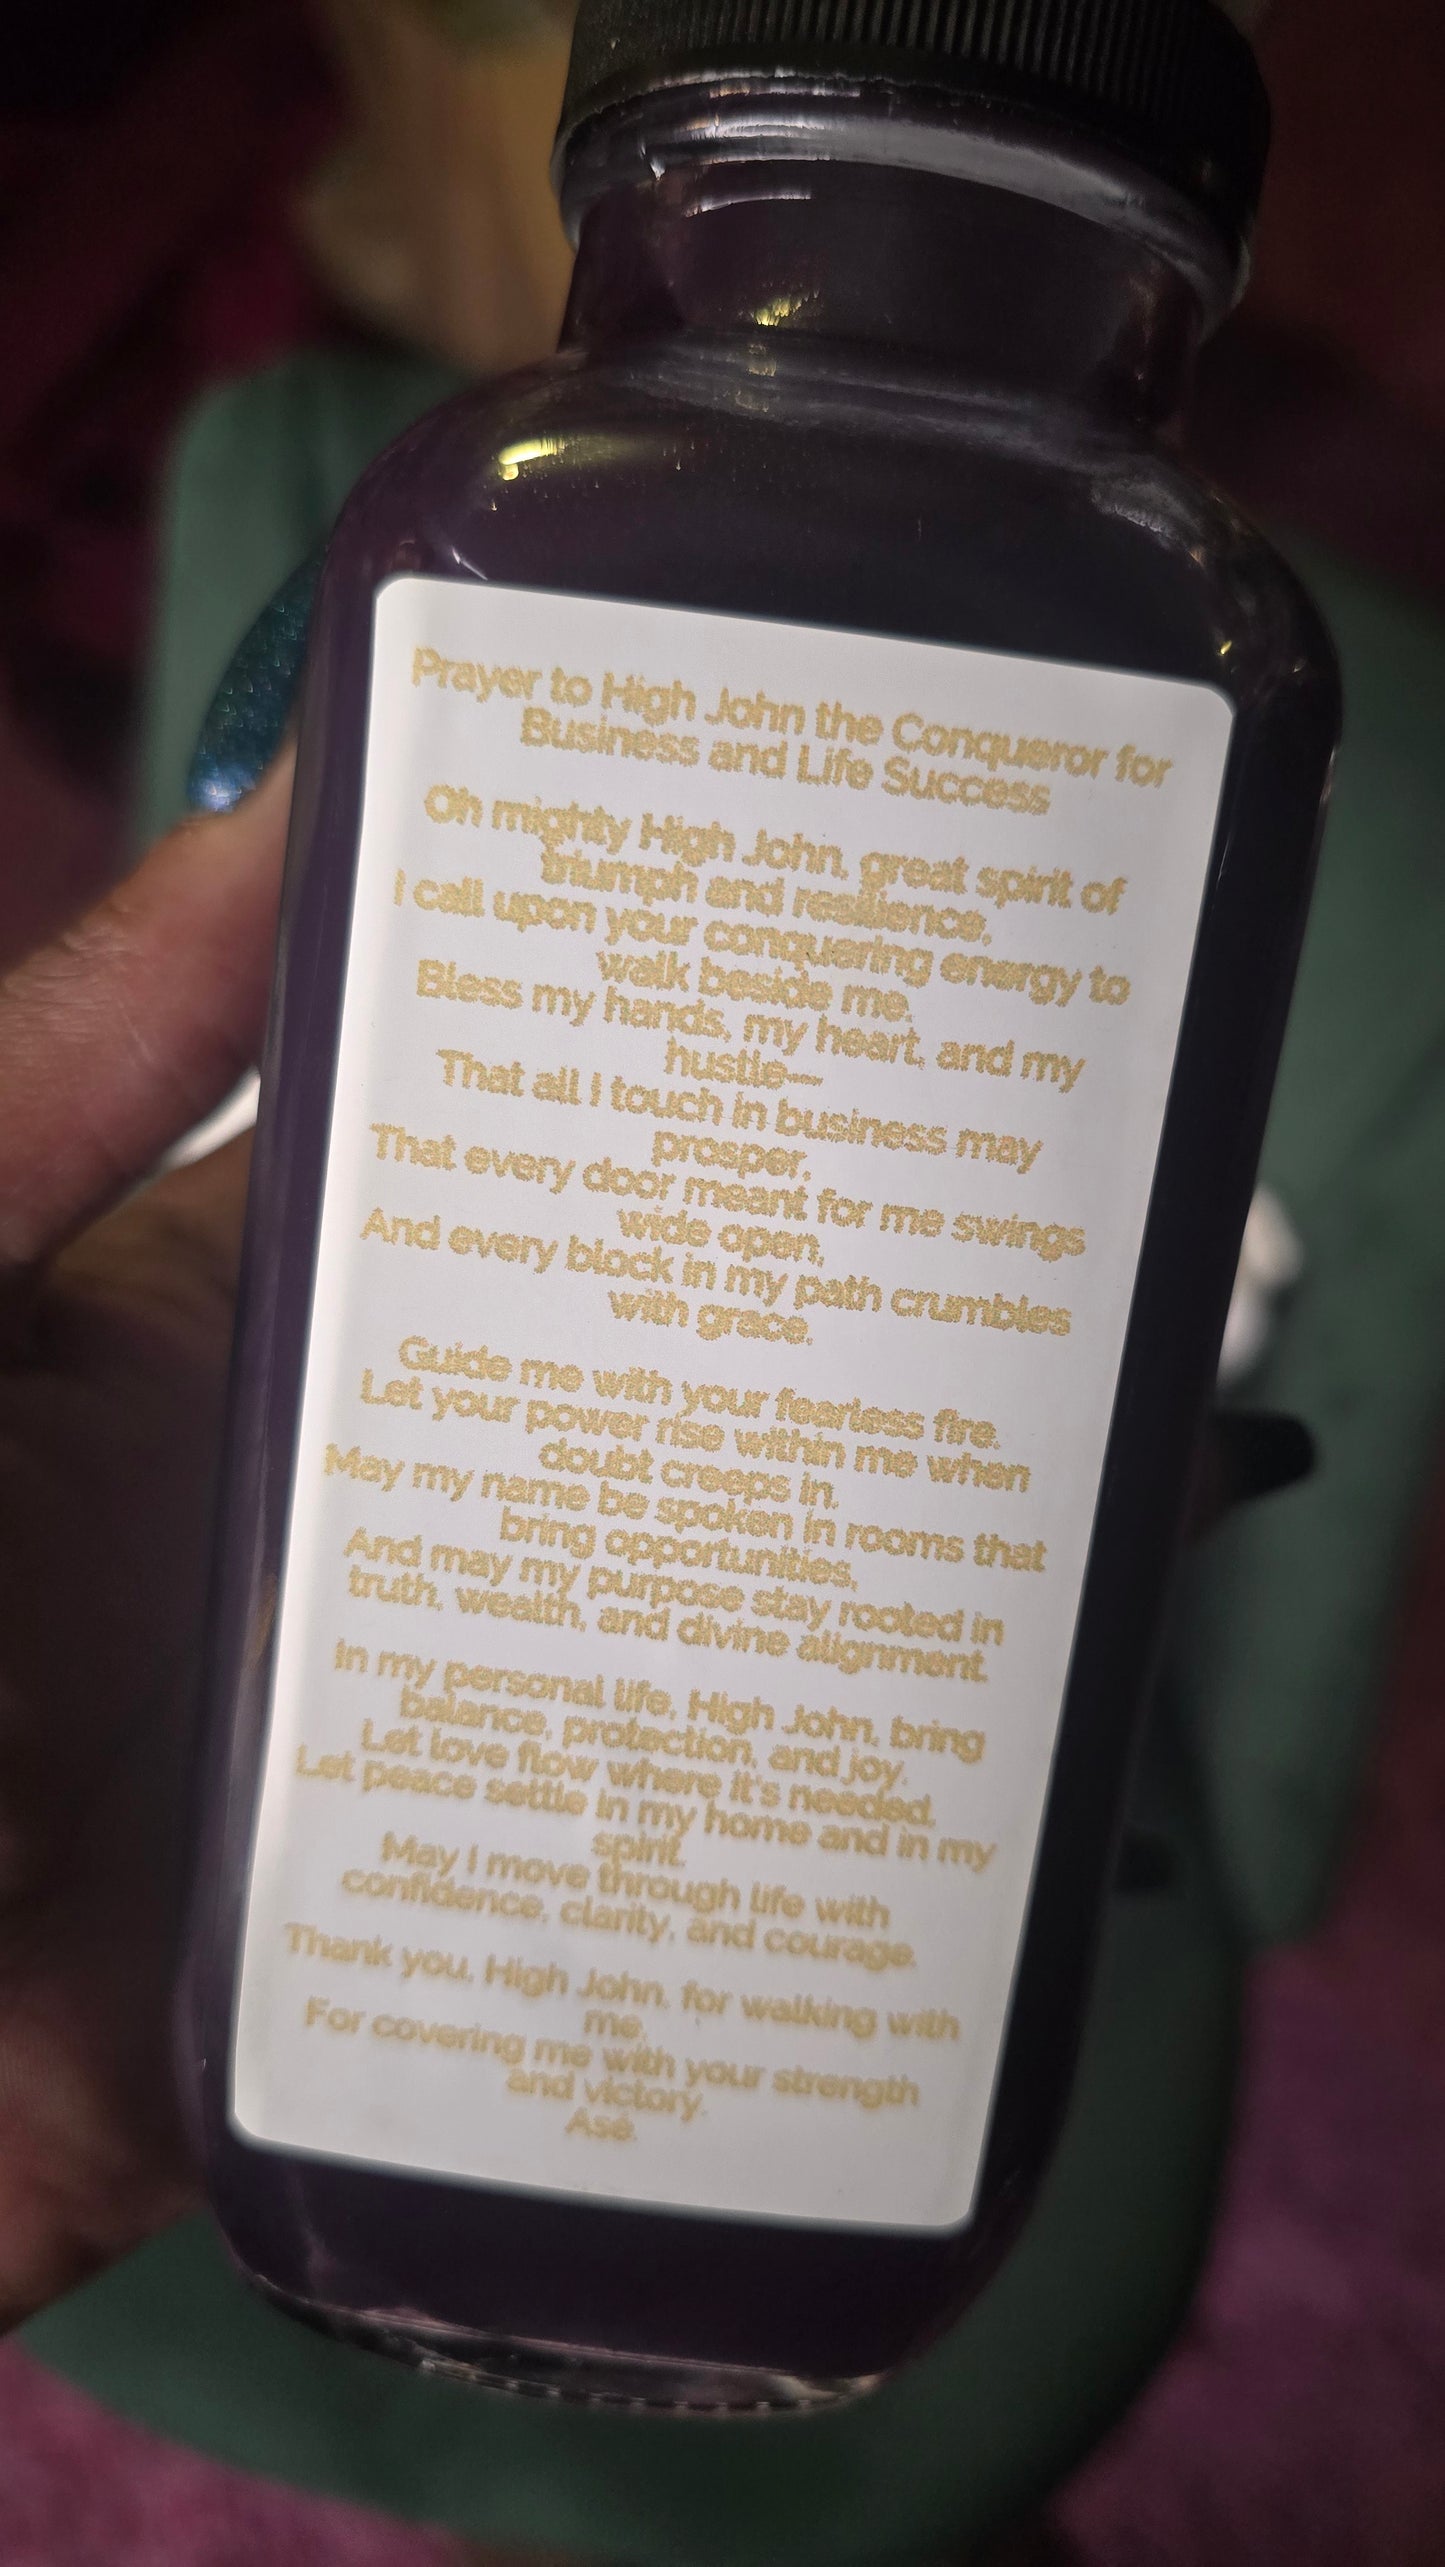 Prayer to High John the Conqueror for
Business and Life Success
Oh mighty High John, great spirit of
triumph and resilience,
I call upon your conquering energy to
walk beside me.
Bless my hands, my heart, and my
hustle—
That all I touch in business may
prosper,
That every door meant for me swings
wide open,
And every block in my path crumbles
with grace.
Guide me with your fearless fire.
Let your power rise within me when
doubt creeps in.
May my name be spoken in rooms that
bring opportunities,
And may my purpose stay rooted in
truth, wealth, and divine alignment.
In my personal life, High John, bring
balance, protection, and joy.
Let love flow where it's needed,
Let peace settle in my home and in my
spirit.
May I move through life with
confidence, clarity, and courage.
Thank you, High John, for walking with
me,
For covering me with your strength
and victory.
Asé.